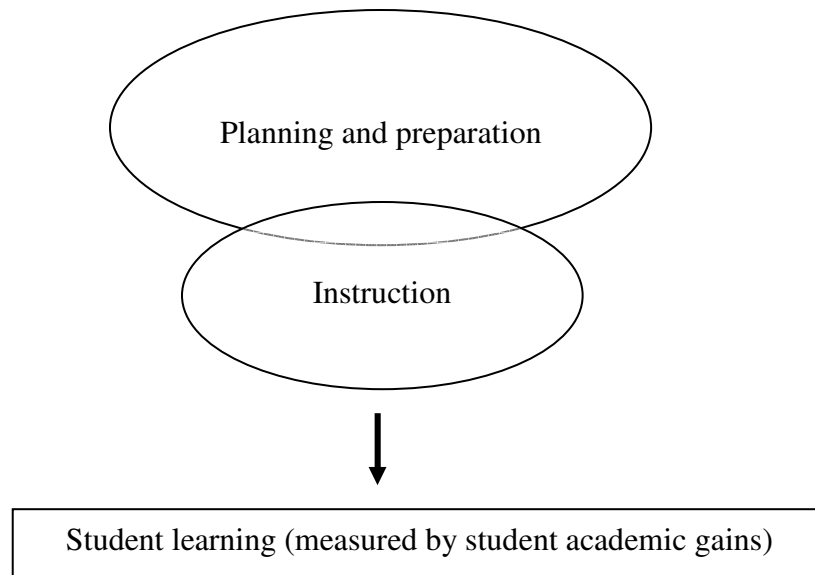 Planning and preparation
Instruction
Student learning (measured by student academic gains)